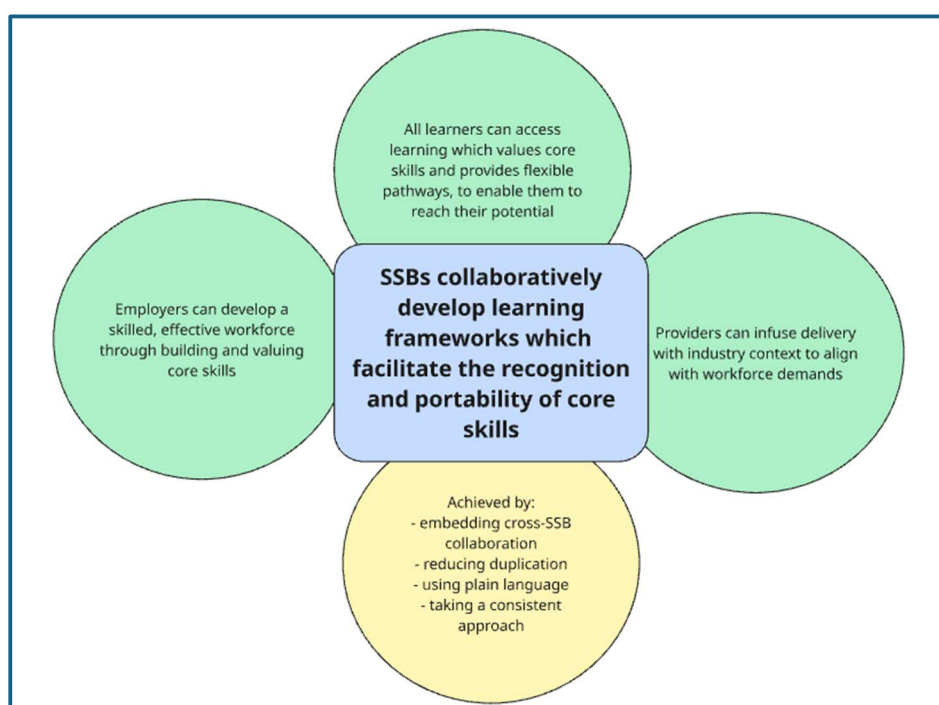 All learners can access
learning which values core
skills and provides flexible
pathways, to enable them to
reach their potential
Employers can develop a
skilled, effective workforce
through building and valuing
core skills
SSBs collaboratively
develop learning
frameworks which
facilitate the recognition
and portability of core
skills
Providers can infuse delivery
with industry context to align
with workforce demands
Achieved by:
- embedding cross-SSB
collaboration
- reducing duplication
- using plain language
- taking a consistent
approach